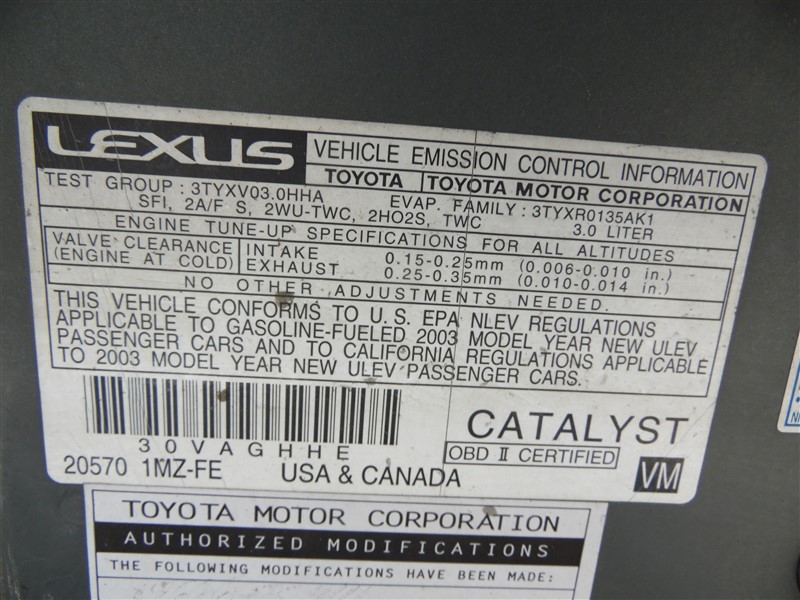 LEXUS VEHICLE EMISSION CONTROL INFORMATION
TOYOTA TOYOTA MOTOR CORPORATION
TEST GROUP : 3TYXV03.0HHA EVAP. FAMILY : 3TYXR0135AK1
SFI, 2A/F S, 2WU-TWC, 2HO2S, TWC 3.0 LITER
ENGINE TUNE-UP SPECIFICATIONS FOR ALL ALTITUDES
VALVE CLEARANCE INTAKE 0.15-0.25mm (0.006-0.010 in.)
(ENGINE AT COLD) EXHAUST 0.25-0.35mm (0.010-0.014 in.)
NO OTHER ADJUSTMENTS NEEDED.
THIS VEHICLE CONFORMS TO U.S. EPA NLEV REGULATIONS
APPLICABLE TO GASOLINE-FUELED 2003 MODEL YEAR NEW ULEV
PASSENGER CARS AND TO CALIFORNIA REGULATIONS APPLICABLE
TO 2003 MODEL YEAR NEW ULEV PASSENGER CARS.
30VAGHHE
CATALYST
OBD II CERTIFIED
20570 1MZ-FE USA & CANADA VM
TOYOTA MOTOR CORPORATION
AUTHORIZED MODIFICATIONS
THE FOLLOWING MODIFICATIONS HAVE BEEN MADE: